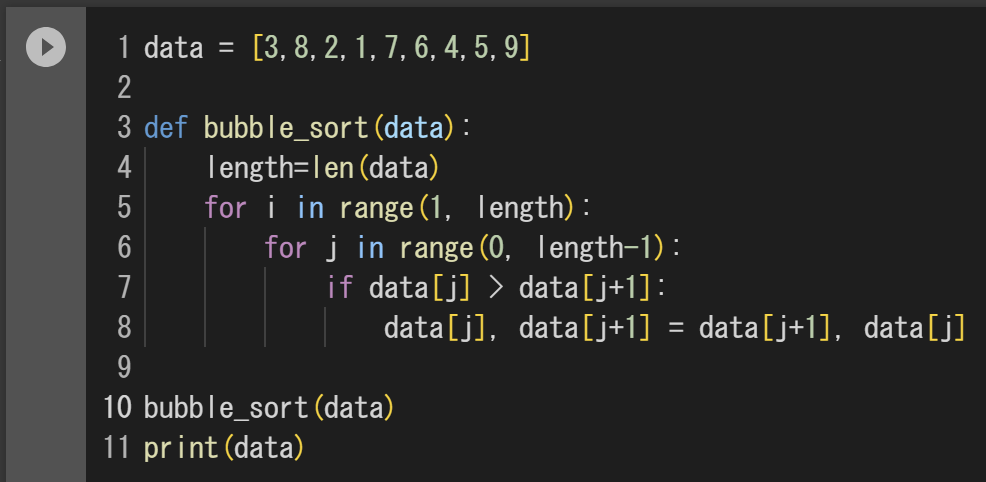 1 data = [3,8,2,1,7,6,4,5,9]
2
3 def bubble_sort(data):
4     length=len(data)
5     for i in range(1, length):
6         for j in range(0, length-1):
7             if data[j] > data[j+1]:
8                 data[j], data[j+1] = data[j+1], data[j]
9
10 bubble_sort(data)
11 print(data)